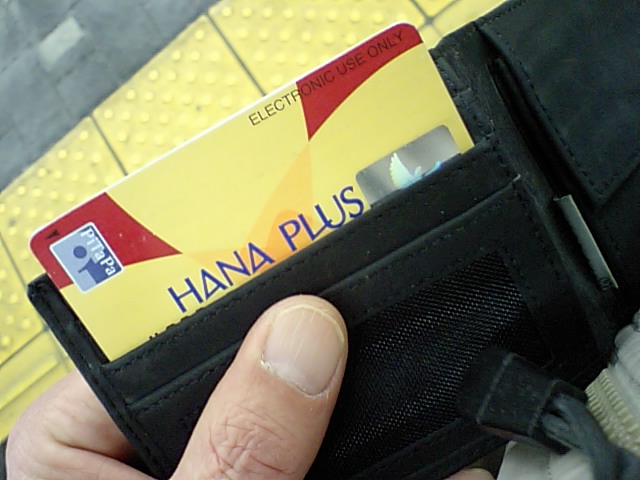 ELECTRONIC USE ONLY
PiTaPa
HANA PLUS